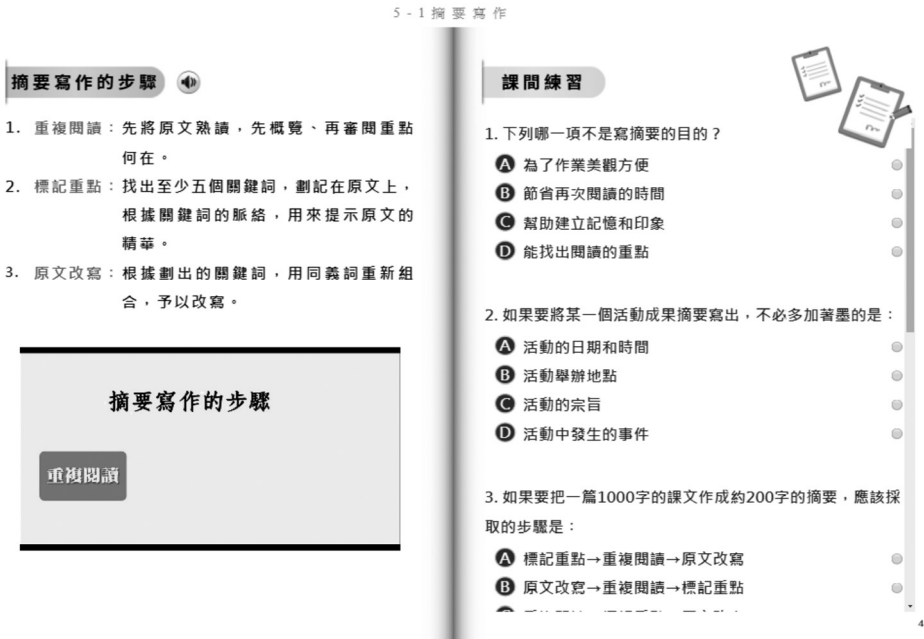 5-1摘要寫作
摘要寫作的步驟
1. 重複閱讀：先將原文熟讀，先概覽、再審閱重點
何在。
2. 標記重點：找出至少五個關鍵詞，劃記在原文上，
根據關鍵詞的脈絡，用來提示原文的
精華。
3. 原文改寫：根據劃出的關鍵詞，用同義詞重新組
合，予以改寫。
摘要寫作的步驟
重複閱讀
課間練習
1. 下列哪一項不是寫摘要的目的？
A 為了作業美觀方便
B 節省再次閱讀的時間
C 幫助建立記憶和印象
D 能找出閱讀的重點
2. 如果要將某一個活動成果摘要寫出，不必多加著墨的是：
A 活動的日期和時間
B 活動舉辦地點
C 活動的宗旨
D 活動中發生的事件
3. 如果要把一篇1000字的課文作成約200字的摘要，應該採
取的步驟是：
A 標記重點→重複閱讀→原文改寫
B 原文改寫→重複閱讀→標記重點